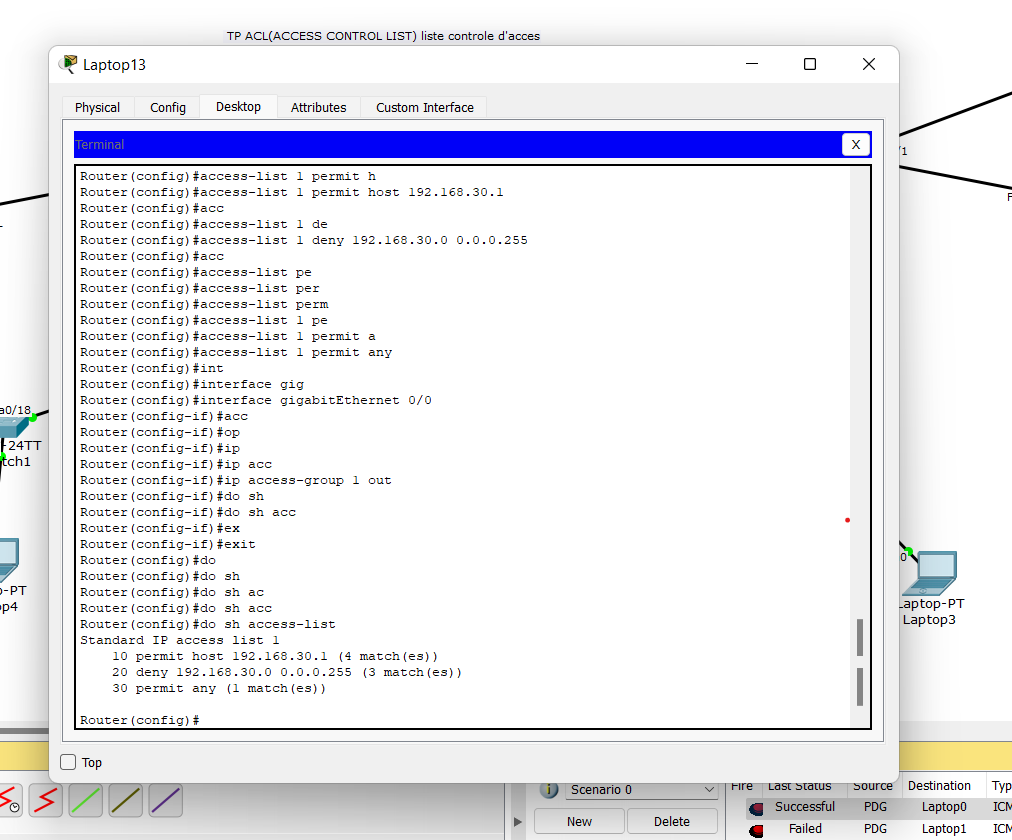 TP ACL(ACCESS CONTROL LIST) liste controle d'acces
Laptop13
Physical Config Desktop Attributes Custom Interface
Terminal X
Router(config)#access-list 1 permit h
Router(config)#access-list 1 permit host 192.168.30.1
Router(config)#acc
Router(config)#access-list 1 de
Router(config)#access-list 1 deny 192.168.30.0 0.0.0.255
Router(config)#acc
Router(config)#access-list pe
Router(config)#access-list per
Router(config)#access-list perm
Router(config)#access-list 1 pe
Router(config)#access-list 1 permit a
Router(config)#access-list 1 permit any
Router(config)#int
Router(config)#interface gig
Router(config)#interface gigabitEthernet 0/0
Router(config-if)#acc
Router(config-if)#op
Router(config-if)#ip
Router(config-if)#ip acc
Router(config-if)#ip access-group 1 out
Router(config-if)#do sh
Router(config-if)#do sh acc
Router(config-if)#ex
Router(config-if)#exit
Router(config)#do
Router(config)#do sh
Router(config)#do sh ac
Router(config)#do sh acc
Router(config)#do sh access-list
Standard IP access list 1
10 permit host 192.168.30.1 (4 match(es))
20 deny 192.168.30.0 0.0.0.255 (3 match(es))
30 permit any (1 match(es))
Router(config)#
Top
/1
F
a0/18
-24TT
tch1
p-PT
op4
0
Laptop-PT
Laptop3
Scenario 0
New Delete
Fire Last Status Source Destination Typ
Successful PDG Laptop0 ICM
Failed PDG Laptop1 ICM